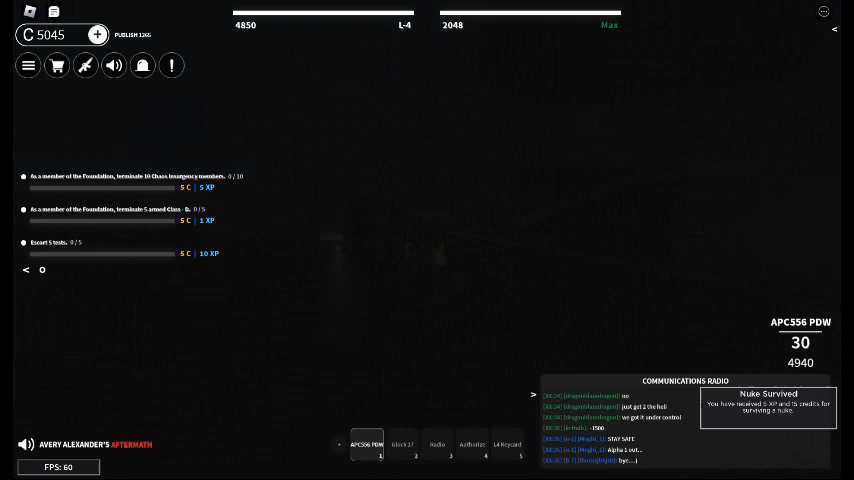 4850
L-4
2048
Max
C 5045
+
PUBLISH 1265
<
As a member of the Foundation, terminate 10 Chaos Insurgency members. 0 / 10
5 C | 5 XP
As a member of the Foundation, terminate 5 armed Class - D. 0 / 5
5 C | 1 XP
Escort 5 tests. 0 / 5
5 C | 10 XP
< O
APC556 PDW
30
4940
COMMUNICATIONS RADIO
>
no
just get 2 the heli
we got it under control
-1500
STAY SAFE
Alpha 1 out...
bye...)
Nuke Survived
You have received 5 XP and 15 credits for
surviving a nuke.
AVERY ALEXANDER'S AFTERMATH
APC556 PDW
1
Glock 17
2
Radio
3
Authorize
4
L4 Keycard
5
FPS: 60